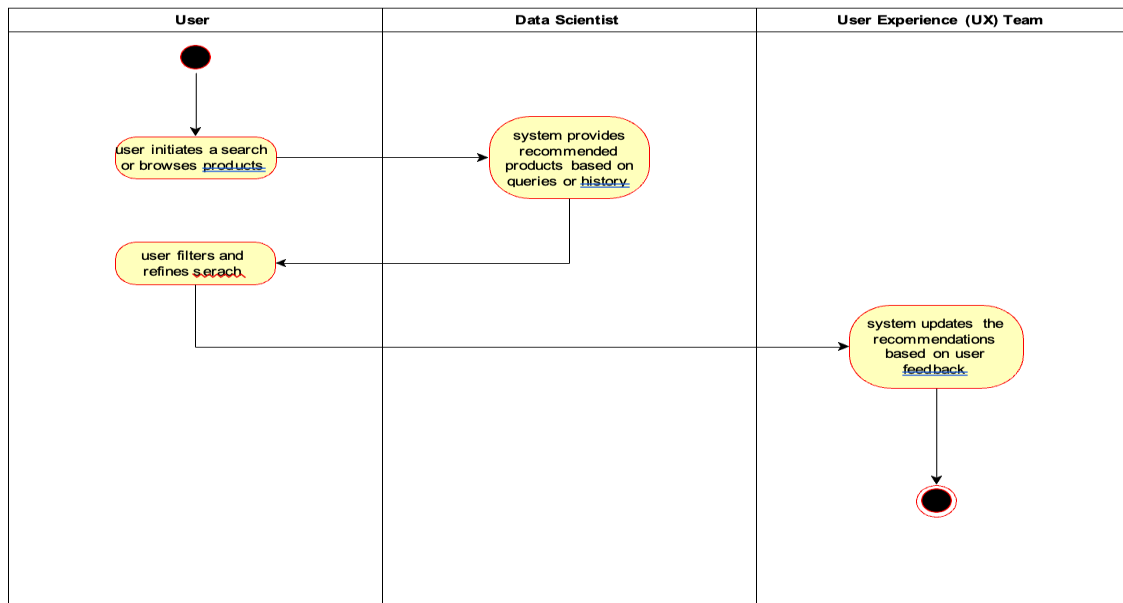 User
Data Scientist
User Experience (UX) Team
user initiates a search
or browses products
system provides
recommended
products based on
queries or history
user filters and
refines serach
system updates the
recommendations
based on user
feedback